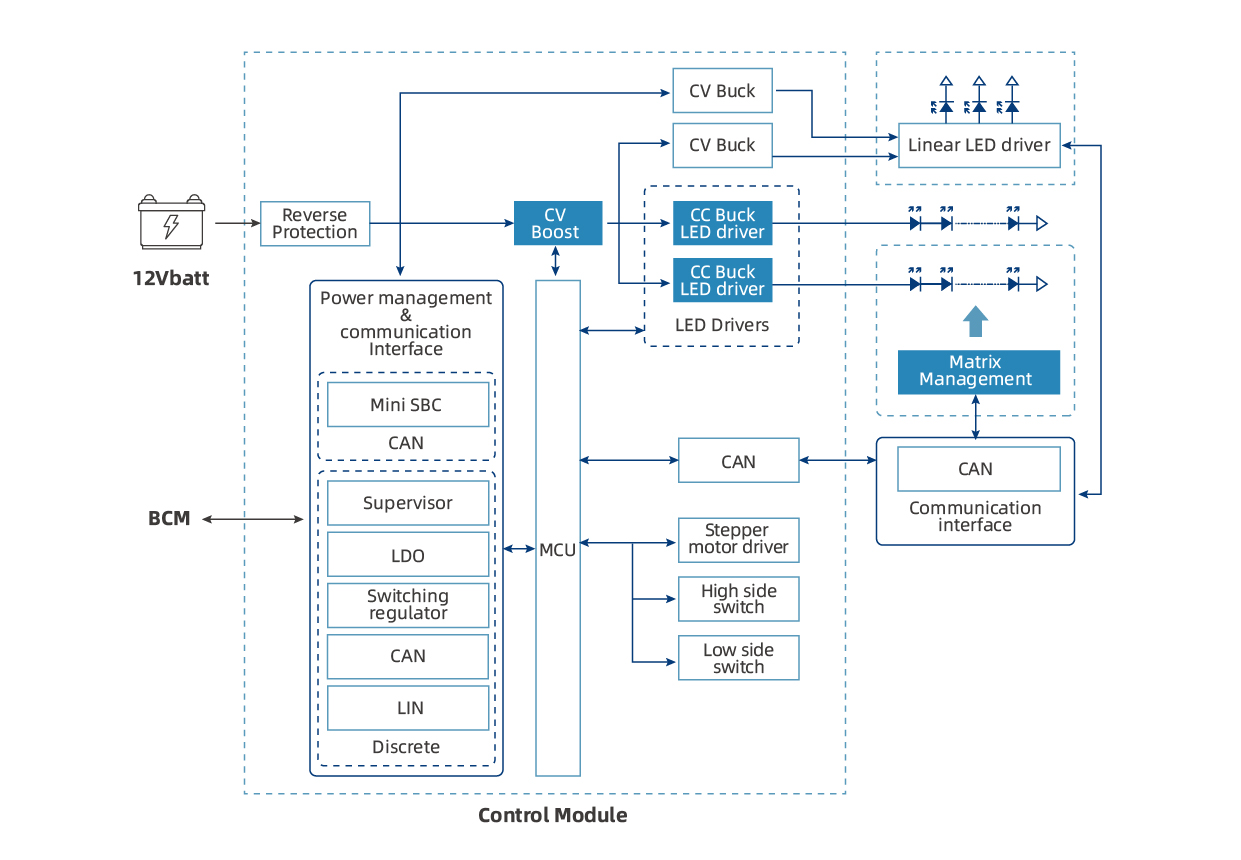 CV Buck
CV Buck
Linear LED driver
Reverse
Protection
CV
Boost
CC Buck
LED driver
CC Buck
LED driver
LED Drivers
12Vbatt
Power management
&
communication
Interface
Mini SBC
CAN
Matrix
Management
CAN
CAN
Communication
interface
BCM
Supervisor
LDO
Switching
regulator
CAN
LIN
Discrete
MCU
Stepper
motor driver
High side
switch
Low side
switch
Control Module